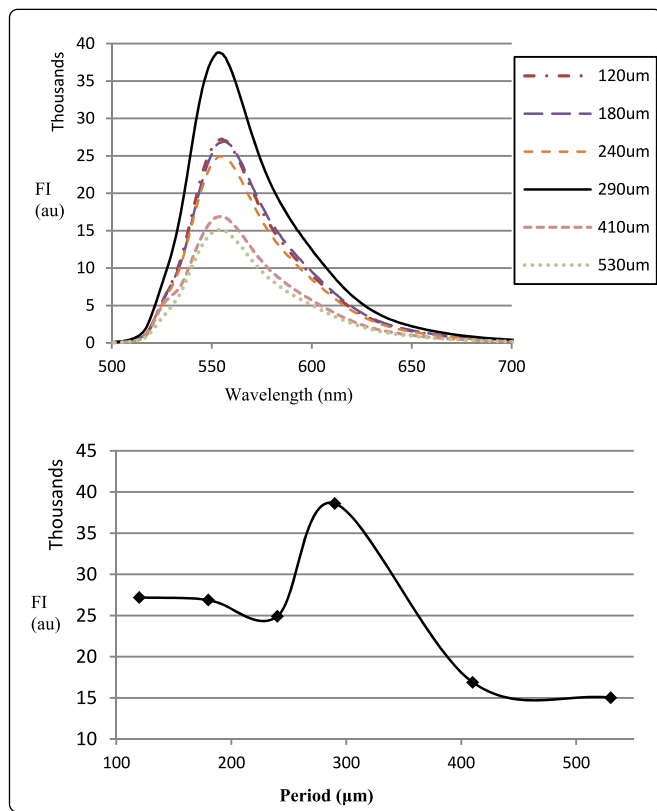 Thousands
40
35
30
25
20
15
10
5
0
FI
(au)
500 550 600 650 700
Wavelength (nm)
120um
180um
240um
290um
410um
530um
Thousands
45
40
35
30
25
20
15
10
FI
(au)
100 200 300 400 500
Period (μm)